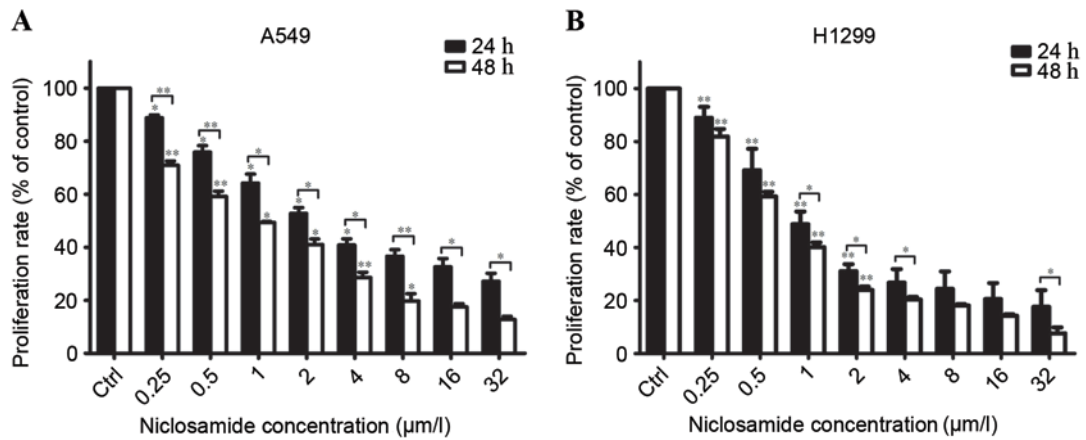 A
A549
24 h
48 h
Proliferation rate (% of control)
100
80
60
40
20
0
* ** **
* ** **
* * *
* * *
* * **
** *
*
*
Ctrl 0.25 0.5 1 2 4 8 16 32
Niclosamide concentration (µm/l)
B
H1299
24 h
48 h
Proliferation rate (% of control)
100
80
60
40
20
0
** **
** **
** * **
** * **
*
*
Ctrl 0.25 0.5 1 2 4 8 16 32
Niclosamide concentration (µm/l)